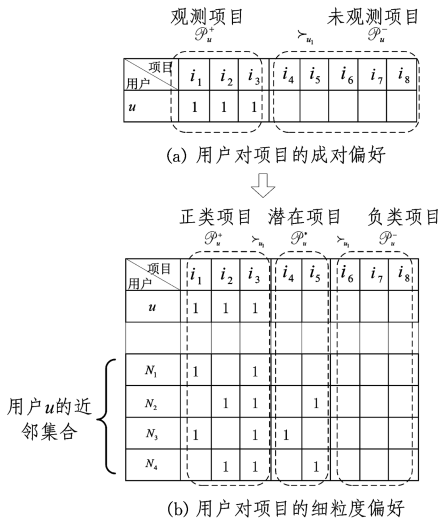 观测项目 未观测项目
𝒫u+ ≻u1 𝒫u−
项目 i1 i2 i3 i4 i5 i6 i7 i8
用户
u 1 1 1
(a) 用户对项目的成对偏好
正类项目 潜在项目 负类项目
𝒫u+ ≻u1 𝒫u* ≻u1 𝒫u−
项目 i1 i2 i3 i4 i5 i6 i7 i8
用户
u 1 1 1
N1 1 1
N2 1 1 1
N3 1 1 1
N4 1 1 1
用户u的近
邻集合
(b) 用户对项目的细粒度偏好